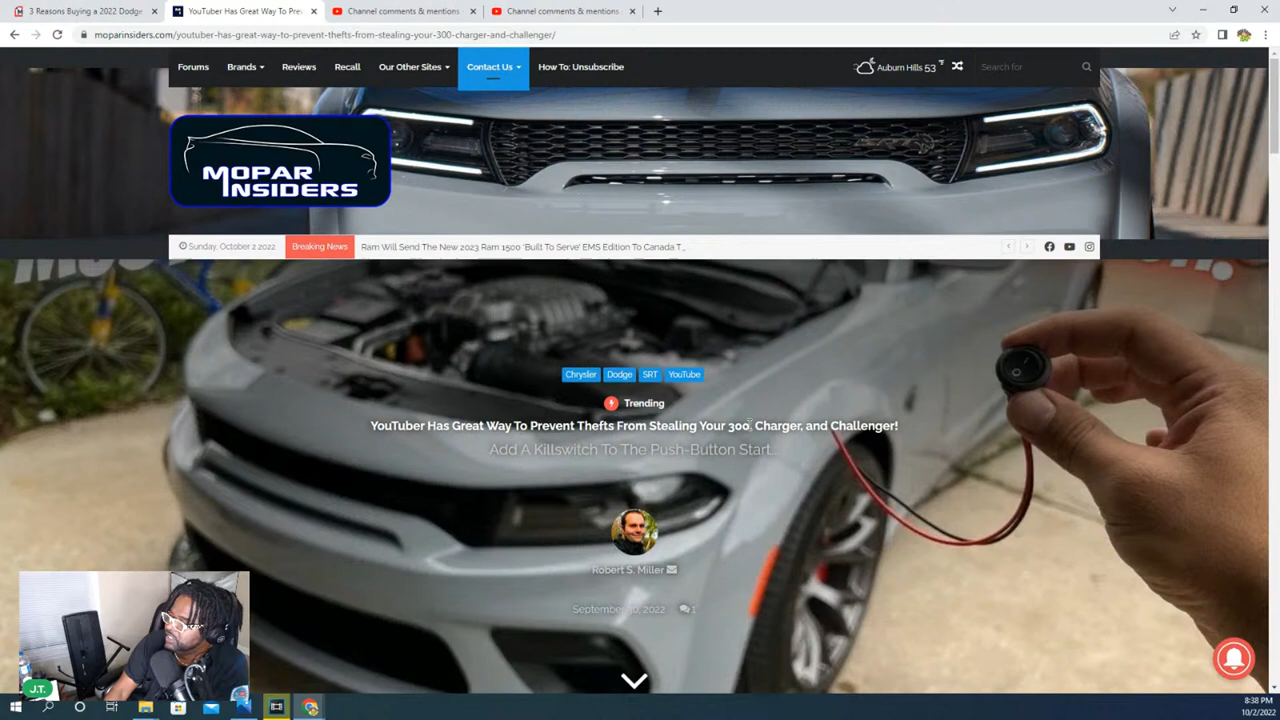 3 Reasons Buying a 2022 Dodge
YouTuber Has Great Way To Prev
Channel comments & mentions
Channel comments & mentions
moparinsiders.com/youtuber-has-great-way-to-prevent-thefts-from-stealing-your-300-charger-and-challenger/
Forums
Brands
Reviews
Recall
Our Other Sites
Contact Us
How To: Unsubscribe
Auburn Hills 53 °F
Search for
MOPAR
INSIDERS
Sunday, October 2 2022
Breaking News
Ram Will Send The New 2023 Ram 1500 'Built To Serve' EMS Edition To Canada T_
Chrysler
Dodge
SRT
YouTube
Trending
YouTuber Has Great Way To Prevent Thefts From Stealing Your 300, Charger, and Challenger!
Add A Killswitch To The Push-Button Start...
Robert S. Miller
September 30, 2022
1
J.T.
8:38 PM
10/2/2022